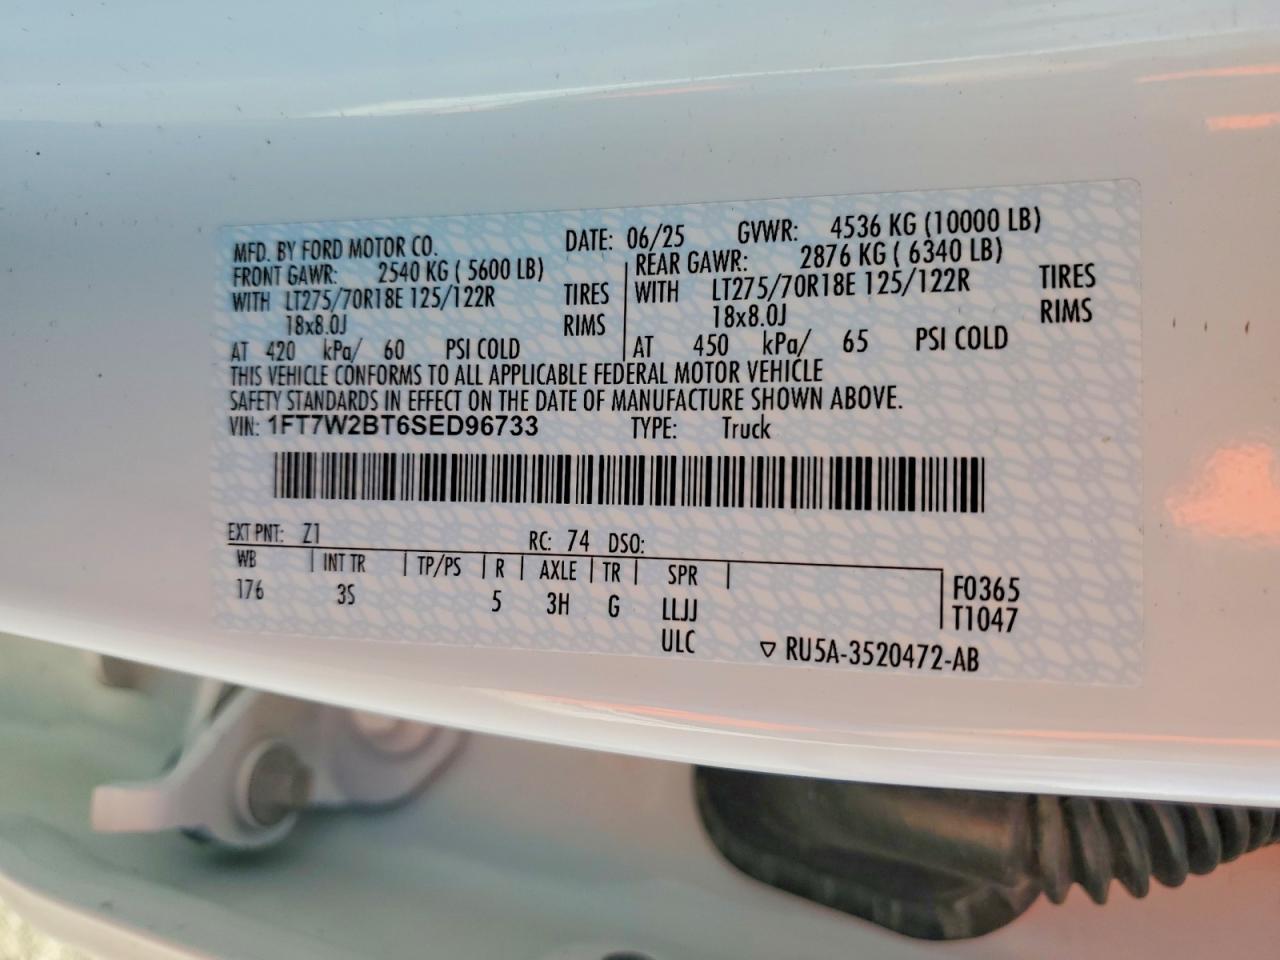 MFD. BY FORD MOTOR CO. DATE: 06/25 GVWR: 4536 KG (10000 LB)
FRONT GAWR: 2540 KG ( 5600 LB) REAR GAWR: 2876 KG ( 6340 LB)
WITH LT275/70R18E 125/122R TIRES WITH LT275/70R18E 125/122R TIRES
18x8.0J RIMS 18x8.0J RIMS
AT 420 kPa/ 60 PSI COLD AT 450 kPa/ 65 PSI COLD
THIS VEHICLE CONFORMS TO ALL APPLICABLE FEDERAL MOTOR VEHICLE
SAFETY STANDARDS IN EFFECT ON THE DATE OF MANUFACTURE SHOWN ABOVE.
VIN: 1FT7W2BT6SED96733 TYPE: Truck
EXT PNT: Z1 RC: 74 DSO:
WB INT TR TP/PS R AXLE TR SPR F0365
176 3S 5 3H G LLJJ T1047
ULC ▽ RU5A-3520472-AB